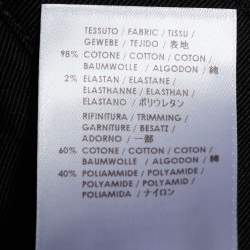 TESSUTO / FABRIC / TISSU /
GEWEBE / TEJIDO / 表地
98% COTONE / COTTON / COTON /
BAUMWOLLE / ALGODON / 綿
2% ELASTAN / ELASTANE /
ELASTHANNE / ELASTHAN /
ELASTANO / ポリウレタン
RIFINITURA / TRIMMING /
GARNITURE / BESATZ /
ADORNO / 一部
60% COTONE / COTTON / COTON /
BAUMWOLLE / ALGODON / 綿
40% POLIAMMIDE / POLYAMIDE /
POLYAMID / POLYAMID /
POLIAMIDA / ナイロン